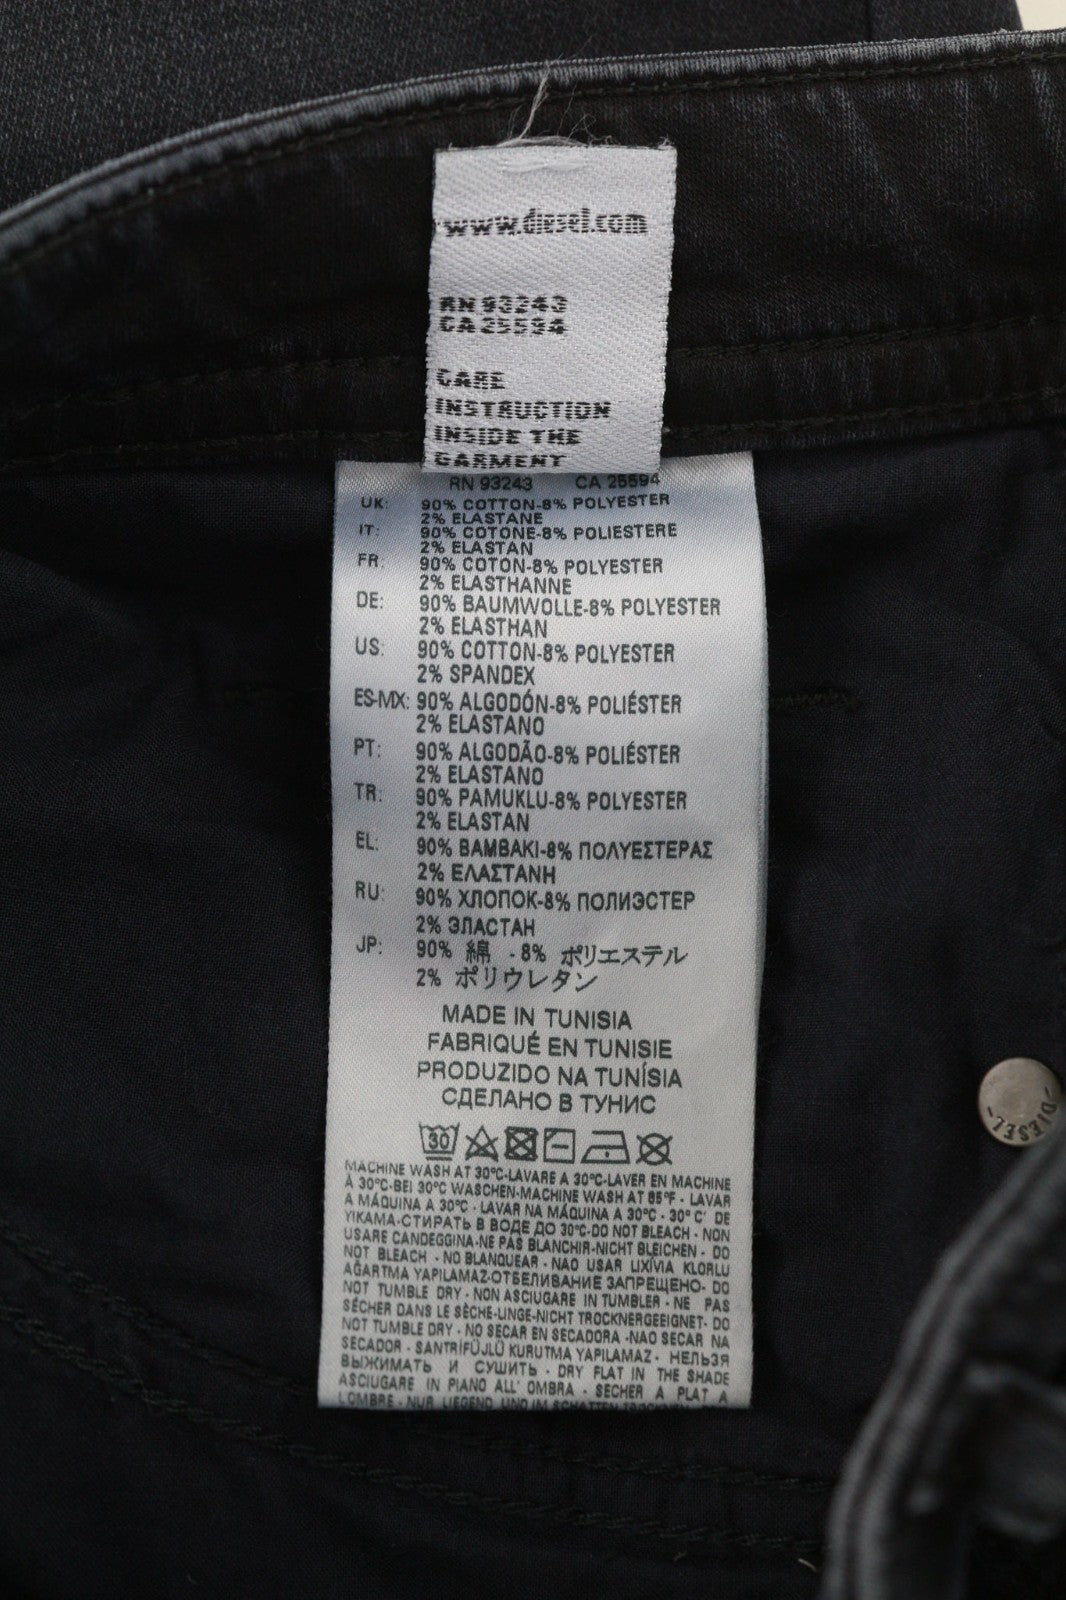 www.diesel.com
RN 93243
CA 25594
CARE
INSTRUCTION
INSIDE THE
GARMENT
RN 93243 CA 25594
UK: 90% COTTON-8% POLYESTER
2% ELASTANE
IT: 90% COTONE-8% POLIESTERE
2% ELASTAN
FR: 90% COTON-8% POLYESTER
2% ELASTHANNE
DE: 90% BAUMWOLLE-8% POLYESTER
2% ELASTHAN
US: 90% COTTON-8% POLYESTER
2% SPANDEX
ES-MX: 90% ALGODÓN-8% POLIÉSTER
2% ELASTANO
PT: 90% ALGODÃO-8% POLIÉSTER
2% ELASTANO
TR: 90% PAMUKLU-8% POLYESTER
2% ELASTAN
EL: 90% ΒΑΜΒΑΚΙ-8% ΠΟΛΥΕΣΤΕΡΑΣ
2% ΕΛΑΣΤΑΝΗ
RU: 90% ХЛОПОК-8% ПОЛИЭСТЕР
2% ЭЛАСТАН
JP: 90% 綿 -8% ポリエステル
2% ポリウレタン
MADE IN TUNISIA
FABRIQUÉ EN TUNISIE
PRODUZIDO NA TUNÍSIA
СДЕЛАНО В ТУНИС
30
MACHINE WASH AT 30°C-LAVARE A 30°C-LAVER EN MACHINE
À 30°C-BEI 30°C WASCHEN-MACHINE WASH AT 85°F - LAVAR
A MÁQUINA A 30°C - LAVAR NA MÁQUINA A 30°C - 30°C' DE
YIKAMA-СТИРАТЬ В ВОДЕ ДО 30°C-DO NOT BLEACH - NON
USARE CANDEGGINA-NE PAS BLANCHIR-NICHT BLEICHEN - DO
NOT BLEACH - NO BLANQUEAR - NAO USAR LIXÍVIA KLORLU
AĞARTMA YAPILAMAZ-ОТБЕЛИВАНИЕ ЗАПРЕЩЕНО- DO
NOT TUMBLE DRY - NON ASCIUGARE IN TUMBLER - NE PAS
SÉCHER DANS LE SÈCHE-LINGE-NICHT TROCKNERGEEIGNET- DO
NOT TUMBLE DRY - NO SECAR EN SECADORA -NAO SECAR NA
SECADOR - SANTRİFÜJLÜ KURUTMA YAPILAMAZ - НЕЛЬЗЯ
ВЫЖИМАТЬ И СУШИТЬ - DRY FLAT IN THE SHADE
ASCIUGARE IN PIANO ALL' OMBRA - SÉCHER A PLAT A
L'OMBRE - NUR LIEGEND UND IM SCHATTEN
DIESEL